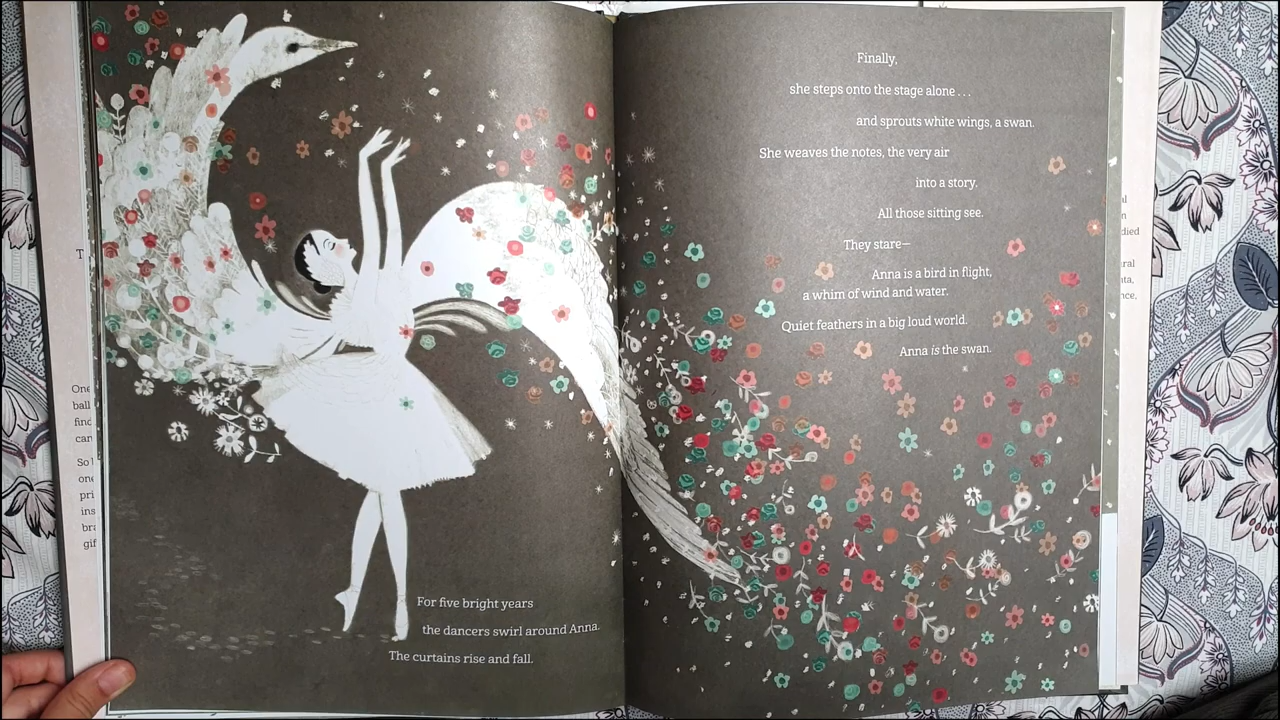 For five bright years
the dancers swirl around Anna.
The curtains rise and fall.
Finally,
she steps onto the stage alone . . .
and sprouts white wings, a swan.
She weaves the notes, the very air
into a story.
All those sitting see.
They stare—
Anna is a bird in flight,
a whim of wind and water.
Quiet feathers in a big loud world.
Anna is the swan.